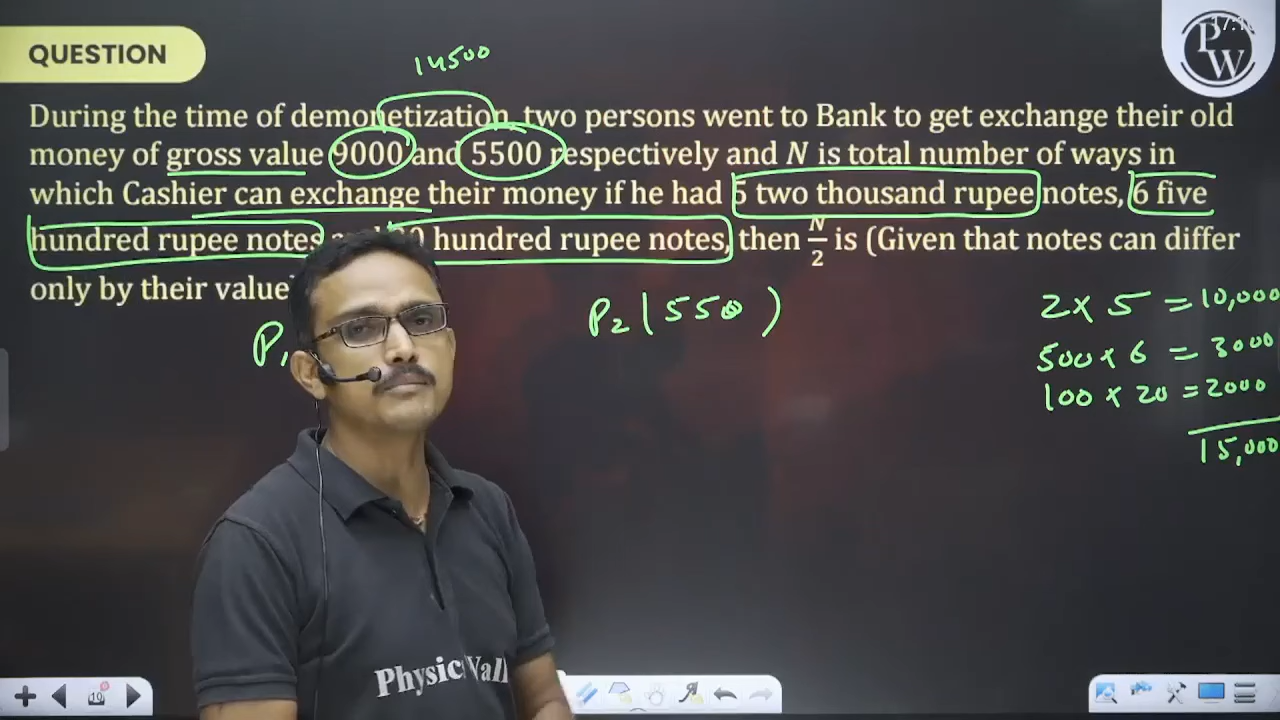 QUESTION
14500
During the time of demonetization, two persons went to Bank to get exchange their old
money of gross value 9000 and 5500 respectively and N is total number of ways in
which Cashier can exchange their money if he had 5 two thousand rupee notes, 6 five
hundred rupee notes hundred rupee notes, then N/2 is (Given that notes can differ
only by their value
P₁
P₂ (5500)
2 × 5 = 10,000
500 × 6 = 3000
100 × 20 = 2000
15,000
PW
Physics Wall
19